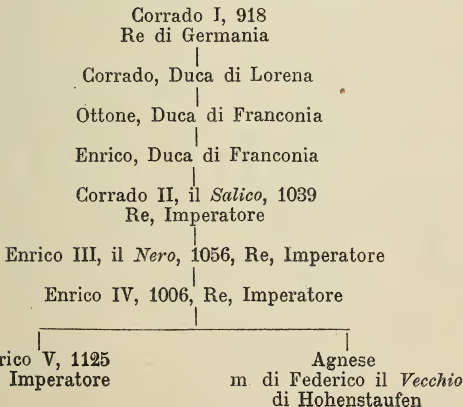 Corrado I, 918
Re di Germania
Corrado, Duca di Lorena
Ottone, Duca di Franconia
Enrico, Duca di Franconia
Corrado II, il Salico, 1039
Re, Imperatore
Enrico III, il Nero, 1056, Re, Imperatore
Enrico IV, 1006, Re, Imperatore
rico V, 1125
Imperatore
Agnese
m di Federico il Vecchio
di Hohenstaufen